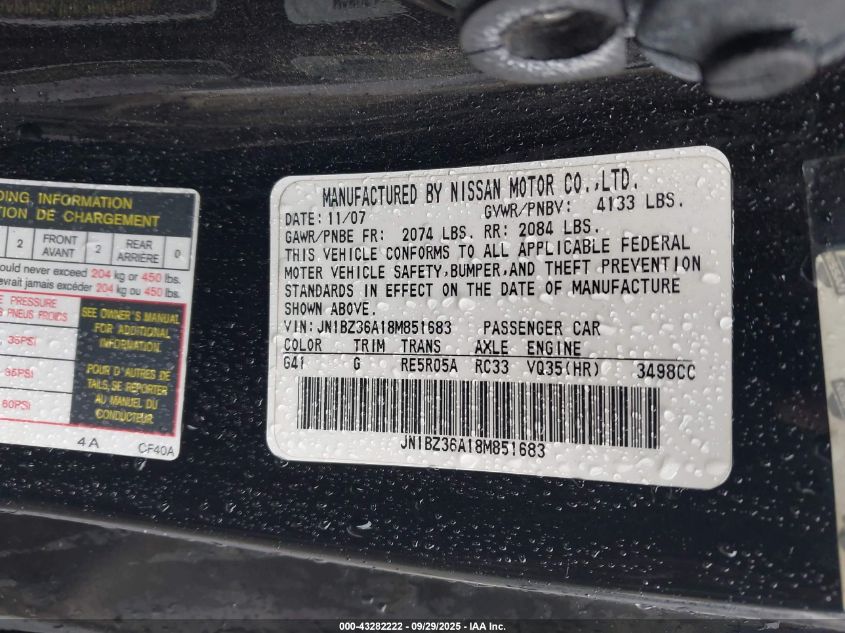 DING INFORMATION
TION DE CHARGEMENT
2 FRONT AVANT 2 REAR ARRIÈRE 0
ould never exceed 204 kg or 450 lbs.
evrait jamais excéder 204 kg ou 450 lbs.
PRESSURE
S PNEUS FROIDS
35PSI
35PSI
60PSI
SEE OWNER'S MANUAL
FOR ADDITIONAL
INFORMATION.
POUR D'AUTRES DE
TAILS, SE REPORTER
AU MANUEL DU
CONDUCTEUR.
4A CF40A
MANUFACTURED BY NISSAN MOTOR CO.,LTD.
DATE: 11/07 GVWR/PNBV: 4133 LBS.
GAWR/PNBE FR: 2074 LBS. RR: 2084 LBS.
THIS VEHICLE CONFORMS TO ALL APPLICABLE FEDERAL
MOTER VEHICLE SAFETY,BUMPER,AND THEFT PREVENTION
STANDARDS IN EFFECT ON THE DATE OF MANUFACTURE
SHOWN ABOVE.
VIN:JN1BZ36A18M851683 PASSENGER CAR
COLOR TRIM TRANS AXLE ENGINE
G41 G RE5R05A RC33 VQ35(HR) 3498CC
JN1BZ36A18M851683
000-43282222 - 09/29/2025 - IAA Inc.